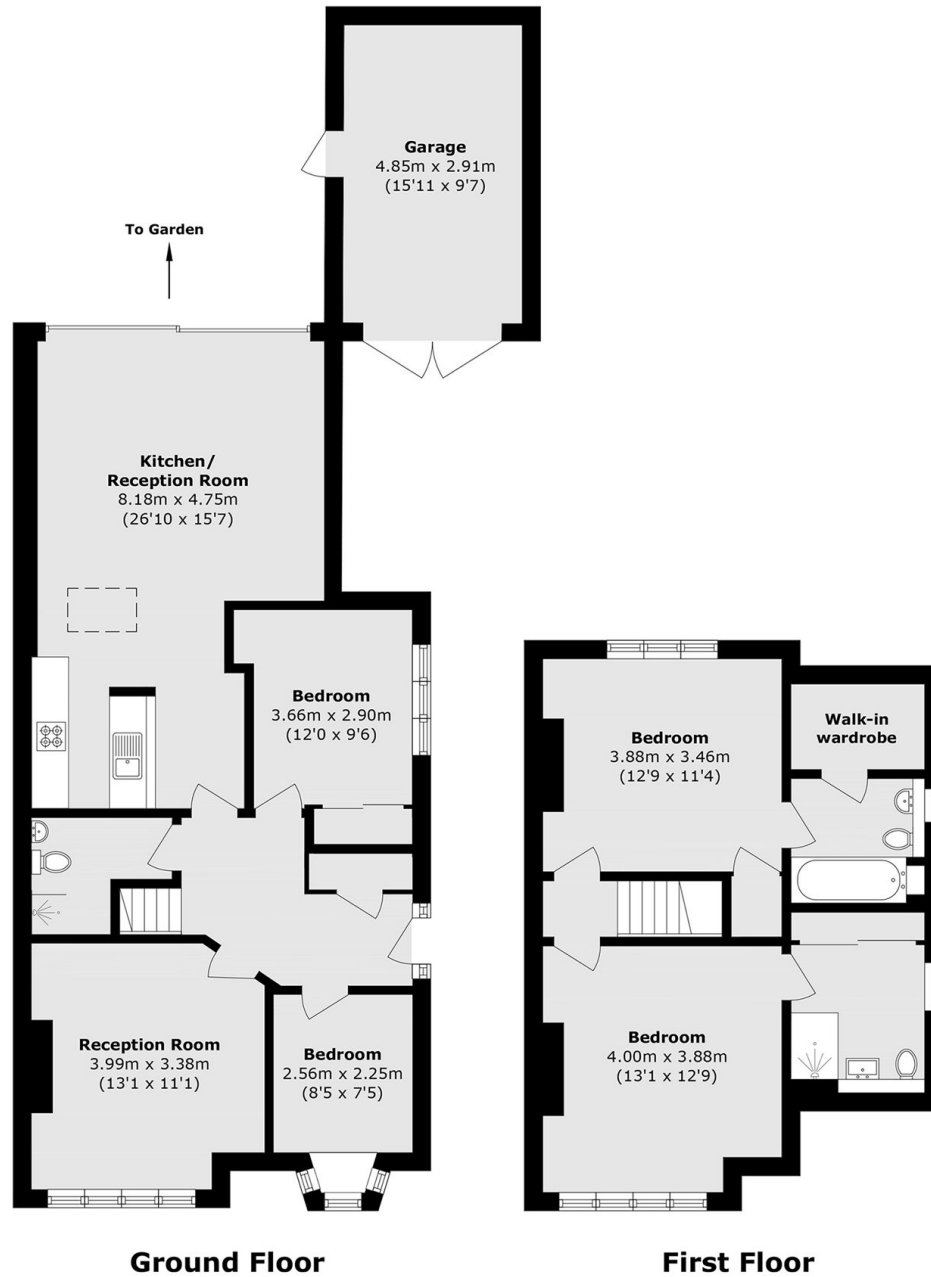 Garage
4.85m x 2.91m
(15'11 x 9'7)
To Garden
Kitchen/
Reception Room
8.18m x 4.75m
(26'10 x 15'7)
Bedroom
3.66m x 2.90m
(12'0 x 9'6)
Reception Room
3.99m x 3.38m
(13'1 x 11'1)
Bedroom
2.56m x 2.25m
(8'5 x 7'5)
Ground Floor
Bedroom
3.88m x 3.46m
(12'9 x 11'4)
Walk-in
wardrobe
Bedroom
4.00m x 3.88m
(13'1 x 12'9)
First Floor